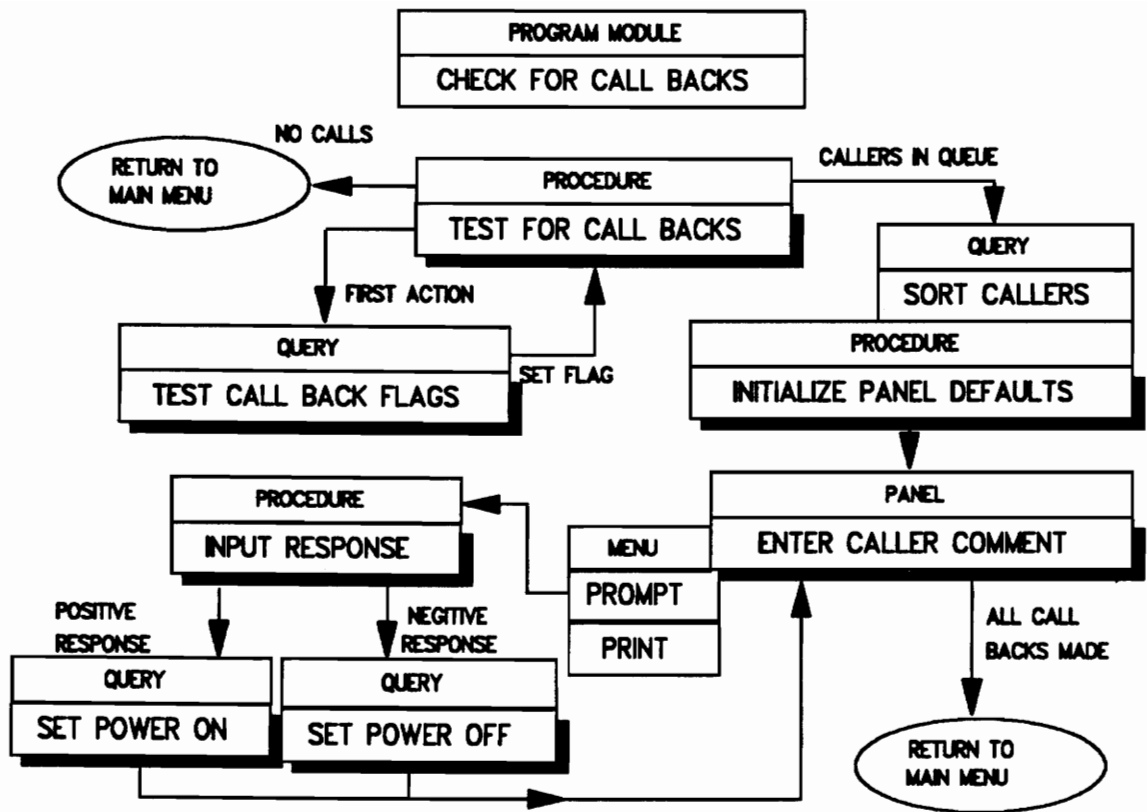 PROGRAM MODULE
CHECK FOR CALL BACKS
NO CALLS
RETURN TO
MAIN MENU
PROCEDURE
TEST FOR CALL BACKS
CALLERS IN QUEUE
QUERY
SORT CALLERS
FIRST ACTION
QUERY
TEST CALL BACK FLAGS
SET FLAG
PROCEDURE
INITIALIZE PANEL DEFAULTS
PROCEDURE
INPUT RESPONSE
PANEL
ENTER CALLER COMMENT
MENU
PROMPT
PRINT
POSITIVE
RESPONSE
NEGITIVE
RESPONSE
ALL CALL
BACKS MADE
QUERY
SET POWER ON
QUERY
SET POWER OFF
RETURN TO
MAIN MENU